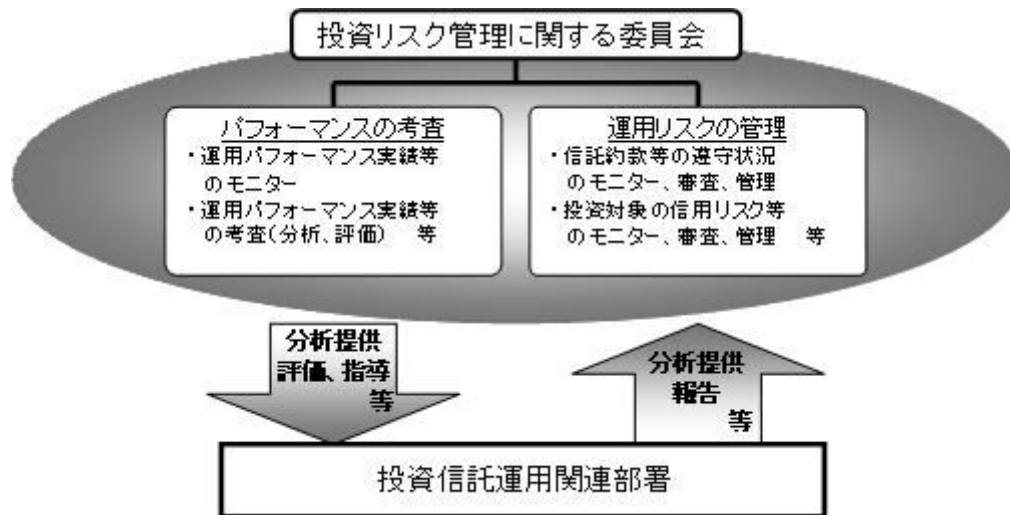 投資リスク管理に関する委員会
パフォーマンスの考査
・運用パフォーマンス実績等
のモニター
・運用パフォーマンス実績等
の考査(分析、評価) 等
運用リスクの管理
・信託約款等の遵守状況
のモニター、審査、管理
・投資対象の信用リスク等
のモニター、審査、管理 等
分析提供
評価、指導
等
分析提供
報告
等
投資信託運用関連部署